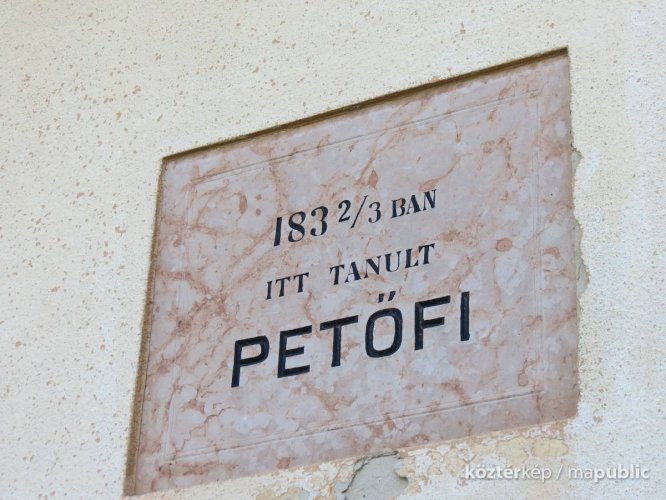 183 2/3 BAN
ITT TANULT
PETŐFI
köztérkép / mapublic